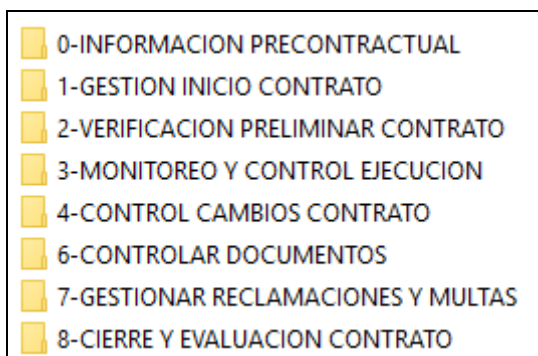 0-INFORMACION PRECONTRACTUAL
1-GESTION INICIO CONTRATO
2-VERIFICACION PRELIMINAR CONTRATO
3-MONITOREO Y CONTROL EJECUCION
4-CONTROL CAMBIOS CONTRATO
6-CONTROLAR DOCUMENTOS
7-GESTIONAR RECLAMACIONES Y MULTAS
8-CIERRE Y EVALUACION CONTRATO